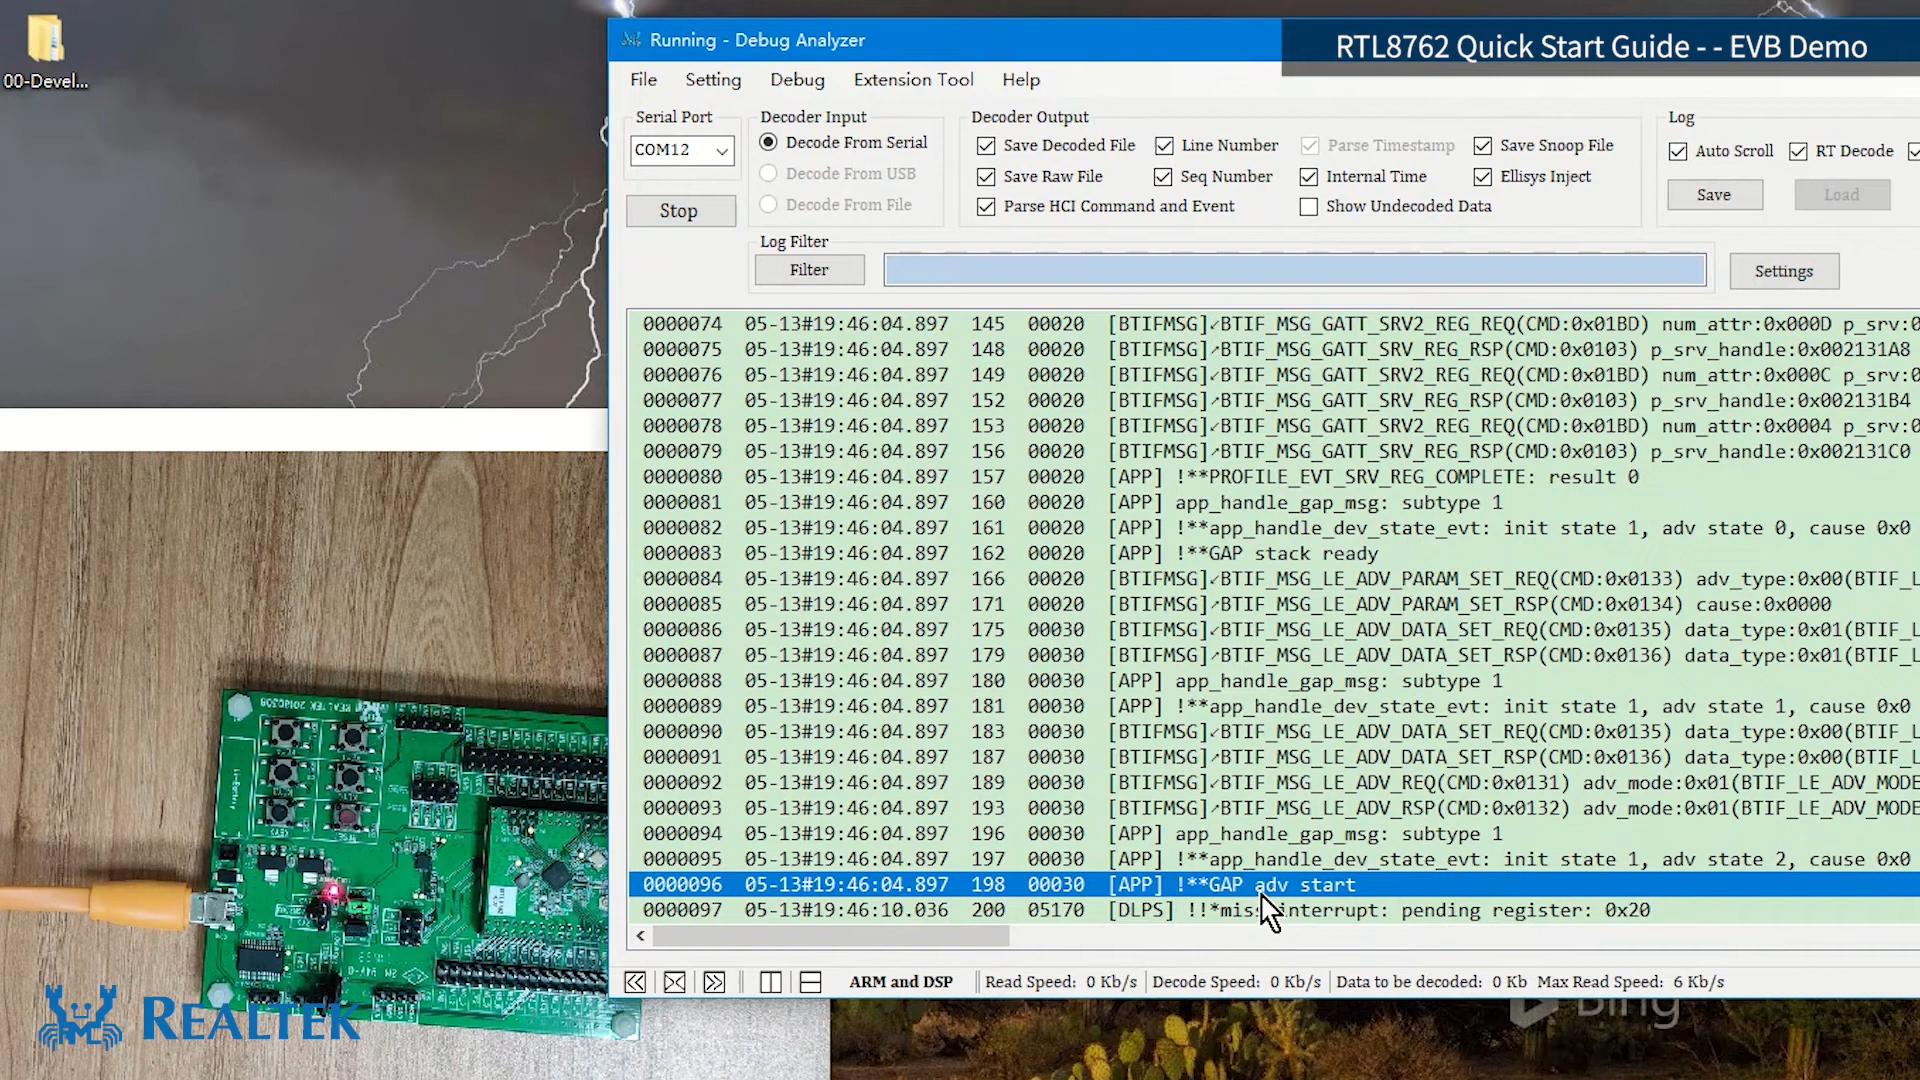 00-Devel...
Running - Debug Analyzer
RTL8762 Quick Start Guide - - EVB Demo
File Setting Debug Extension Tool Help
Serial Port
COM12
Stop
Decoder Input
Decode From Serial
Decode From USB
Decode From File
Decoder Output
Save Decoded File Line Number Parse Timestamp Save Snoop File
Save Raw File Seq Number Internal Time Ellisys Inject
Parse HCI Command and Event Show Undecoded Data
Log
Auto Scroll RT Decode
Save Load
Log Filter
Filter
Settings
0000074 05-13#19:46:04.897 145 00020 [BTIFMSG]↙BTIF_MSG_GATT_SRV2_REG_REQ(CMD:0x01BD) num_attr:0x000D p_srv:0
0000075 05-13#19:46:04.897 148 00020 [BTIFMSG]↗BTIF_MSG_GATT_SRV_REG_RSP(CMD:0x0103) p_srv_handle:0x002131A8
0000076 05-13#19:46:04.897 149 00020 [BTIFMSG]↙BTIF_MSG_GATT_SRV2_REG_REQ(CMD:0x01BD) num_attr:0x000C p_srv:0
0000077 05-13#19:46:04.897 152 00020 [BTIFMSG]↗BTIF_MSG_GATT_SRV_REG_RSP(CMD:0x0103) p_srv_handle:0x002131B4
0000078 05-13#19:46:04.897 153 00020 [BTIFMSG]↙BTIF_MSG_GATT_SRV2_REG_REQ(CMD:0x01BD) num_attr:0x0004 p_srv:0
0000079 05-13#19:46:04.897 156 00020 [BTIFMSG]↗BTIF_MSG_GATT_SRV_REG_RSP(CMD:0x0103) p_srv_handle:0x002131C0
0000080 05-13#19:46:04.897 157 00020 [APP] !**PROFILE_EVT_SRV_REG_COMPLETE: result 0
0000081 05-13#19:46:04.897 160 00020 [APP] app_handle_gap_msg: subtype 1
0000082 05-13#19:46:04.897 161 00020 [APP] !**app_handle_dev_state_evt: init state 1, adv state 0, cause 0x0
0000083 05-13#19:46:04.897 162 00020 [APP] !**GAP stack ready
0000084 05-13#19:46:04.897 166 00020 [BTIFMSG]↙BTIF_MSG_LE_ADV_PARAM_SET_REQ(CMD:0x0133) adv_type:0x00(BTIF_L
0000085 05-13#19:46:04.897 171 00020 [BTIFMSG]↗BTIF_MSG_LE_ADV_PARAM_SET_RSP(CMD:0x0134) cause:0x0000
0000086 05-13#19:46:04.897 175 00030 [BTIFMSG]↙BTIF_MSG_LE_ADV_DATA_SET_REQ(CMD:0x0135) data_type:0x01(BTIF_L
0000087 05-13#19:46:04.897 179 00030 [BTIFMSG]↗BTIF_MSG_LE_ADV_DATA_SET_RSP(CMD:0x0136) data_type:0x01(BTIF_L
0000088 05-13#19:46:04.897 180 00030 [APP] app_handle_gap_msg: subtype 1
0000089 05-13#19:46:04.897 181 00030 [APP] !**app_handle_dev_state_evt: init state 1, adv state 1, cause 0x0
0000090 05-13#19:46:04.897 183 00030 [BTIFMSG]↙BTIF_MSG_LE_ADV_DATA_SET_REQ(CMD:0x0135) data_type:0x00(BTIF_L
0000091 05-13#19:46:04.897 187 00030 [BTIFMSG]↗BTIF_MSG_LE_ADV_DATA_SET_RSP(CMD:0x0136) data_type:0x00(BTIF_L
0000092 05-13#19:46:04.897 189 00030 [BTIFMSG]↙BTIF_MSG_LE_ADV_REQ(CMD:0x0131) adv_mode:0x01(BTIF_LE_ADV_MODE
0000093 05-13#19:46:04.897 193 00030 [BTIFMSG]↗BTIF_MSG_LE_ADV_RSP(CMD:0x0132) adv_mode:0x01(BTIF_LE_ADV_MODE
0000094 05-13#19:46:04.897 196 00030 [APP] app_handle_gap_msg: subtype 1
0000095 05-13#19:46:04.897 197 00030 [APP] !**app_handle_dev_state_evt: init state 1, adv state 2, cause 0x0
0000096 05-13#19:46:04.897 198 00030 [APP] !**GAP adv start
0000097 05-13#19:46:10.036 200 05170 [DLPS] !!*miss interrupt: pending register: 0x20
ARM and DSP Read Speed: 0 Kb/s Decode Speed: 0 Kb/s Data to be decoded: 0 Kb Max Read Speed: 6 Kb/s
REALTEK
Bing